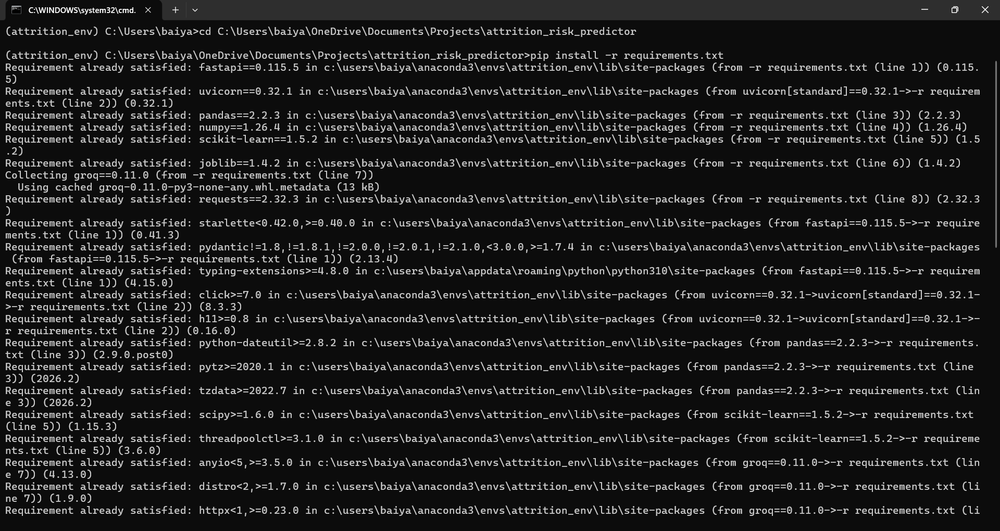 C:\WINDOWS\system32\cmd.
(attrition_env) C:\Users\baiya>cd C:\Users\baiya\OneDrive\Documents\Projects\attrition_risk_predictor
(attrition_env) C:\Users\baiya\OneDrive\Documents\Projects\attrition_risk_predictor>pip install -r requirements.txt
Requirement already satisfied: fastapi==0.115.5 in c:\users\baiya\anaconda3\envs\attrition_env\lib\site-packages (from -r requirements.txt (line 1)) (0.115.
5)
Requirement already satisfied: uvicorn==0.32.1 in c:\users\baiya\anaconda3\envs\attrition_env\lib\site-packages (from uvicorn[standard]==0.32.1->-r requirem
ents.txt (line 2)) (0.32.1)
Requirement already satisfied: pandas==2.2.3 in c:\users\baiya\anaconda3\envs\attrition_env\lib\site-packages (from -r requirements.txt (line 3)) (2.2.3)
Requirement already satisfied: numpy==1.26.4 in c:\users\baiya\anaconda3\envs\attrition_env\lib\site-packages (from -r requirements.txt (line 4)) (1.26.4)
Requirement already satisfied: scikit-learn==1.5.2 in c:\users\baiya\anaconda3\envs\attrition_env\lib\site-packages (from -r requirements.txt (line 5)) (1.5
.2)
Requirement already satisfied: joblib==1.4.2 in c:\users\baiya\anaconda3\envs\attrition_env\lib\site-packages (from -r requirements.txt (line 6)) (1.4.2)
Collecting groq==0.11.0 (from -r requirements.txt (line 7))
  Using cached groq-0.11.0-py3-none-any.whl.metadata (13 kB)
Requirement already satisfied: requests==2.32.3 in c:\users\baiya\anaconda3\envs\attrition_env\lib\site-packages (from -r requirements.txt (line 8)) (2.32.3
)
Requirement already satisfied: starlette<0.42.0,>=0.40.0 in c:\users\baiya\anaconda3\envs\attrition_env\lib\site-packages (from fastapi==0.115.5->-r require
ments.txt (line 1)) (0.41.3)
Requirement already satisfied: pydantic!=1.8,!=1.8.1,!=2.0.0,!=2.0.1,!=2.1.0,<3.0.0,>=1.7.4 in c:\users\baiya\anaconda3\envs\attrition_env\lib\site-packages
 (from fastapi==0.115.5->-r requirements.txt (line 1)) (2.13.4)
Requirement already satisfied: typing-extensions>=4.8.0 in c:\users\baiya\appdata\roaming\python\python310\site-packages (from fastapi==0.115.5->-r requirem
ents.txt (line 1)) (4.15.0)
Requirement already satisfied: click>=7.0 in c:\users\baiya\anaconda3\envs\attrition_env\lib\site-packages (from uvicorn==0.32.1->uvicorn[standard]==0.32.1-
>-r requirements.txt (line 2)) (8.3.3)
Requirement already satisfied: h11>=0.8 in c:\users\baiya\anaconda3\envs\attrition_env\lib\site-packages (from uvicorn==0.32.1->uvicorn[standard]==0.32.1->-
r requirements.txt (line 2)) (0.16.0)
Requirement already satisfied: python-dateutil>=2.8.2 in c:\users\baiya\anaconda3\envs\attrition_env\lib\site-packages (from pandas==2.2.3->-r requirements.
txt (line 3)) (2.9.0.post0)
Requirement already satisfied: pytz>=2020.1 in c:\users\baiya\anaconda3\envs\attrition_env\lib\site-packages (from pandas==2.2.3->-r requirements.txt (line
3)) (2026.2)
Requirement already satisfied: tzdata>=2022.7 in c:\users\baiya\anaconda3\envs\attrition_env\lib\site-packages (from pandas==2.2.3->-r requirements.txt (lin
e 3)) (2026.2)
Requirement already satisfied: scipy>=1.6.0 in c:\users\baiya\anaconda3\envs\attrition_env\lib\site-packages (from scikit-learn==1.5.2->-r requirements.txt
(line 5)) (1.15.3)
Requirement already satisfied: threadpoolctl>=3.1.0 in c:\users\baiya\anaconda3\envs\attrition_env\lib\site-packages (from scikit-learn==1.5.2->-r requireme
nts.txt (line 5)) (3.6.0)
Requirement already satisfied: anyio<5,>=3.5.0 in c:\users\baiya\anaconda3\envs\attrition_env\lib\site-packages (from groq==0.11.0->-r requirements.txt (lin
e 7)) (4.13.0)
Requirement already satisfied: distro<2,>=1.7.0 in c:\users\baiya\anaconda3\envs\attrition_env\lib\site-packages (from groq==0.11.0->-r requirements.txt (li
ne 7)) (1.9.0)
Requirement already satisfied: httpx<1,>=0.23.0 in c:\users\baiya\anaconda3\envs\attrition_env\lib\site-packages (from groq==0.11.0->-r requirements.txt (li